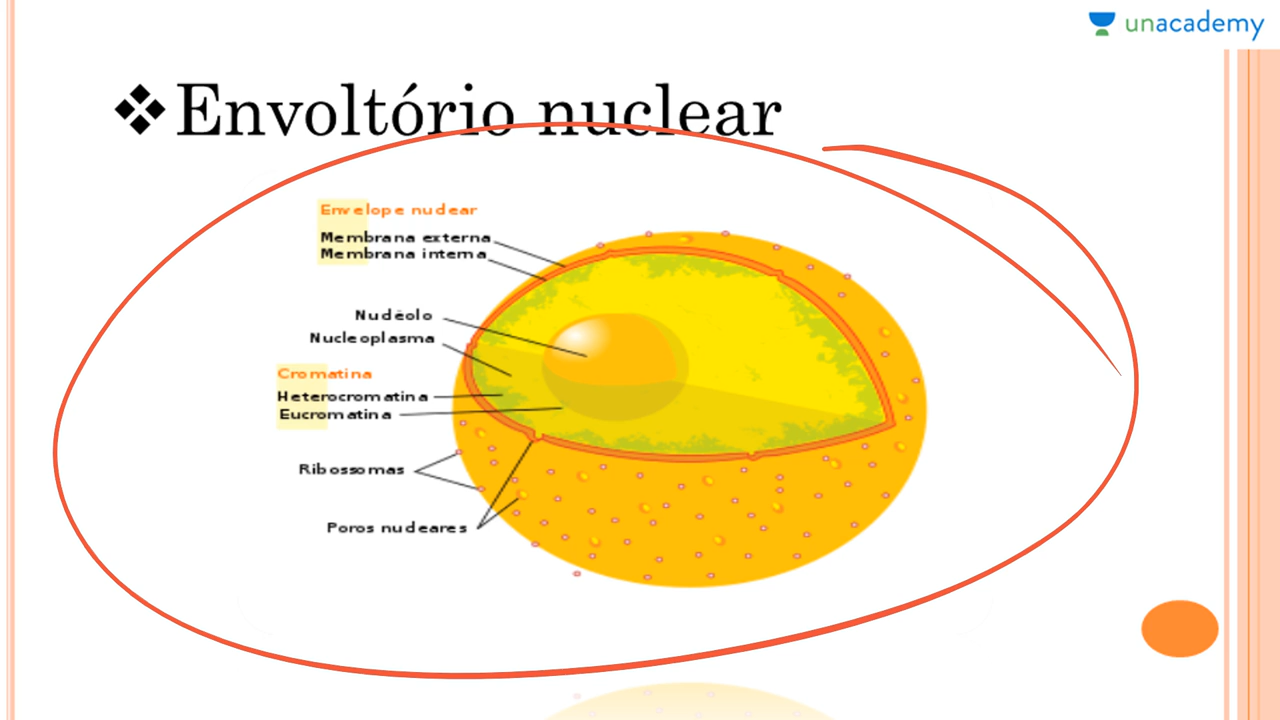 unacademy
❖Envoltório nuclear
Envelope nuclear
Membrana externa
Membrana interna
Nucléolo
Nucleoplasma
Cromatina
Heterocromatina
Eucromatina
Ribossomas
Poros nucleares